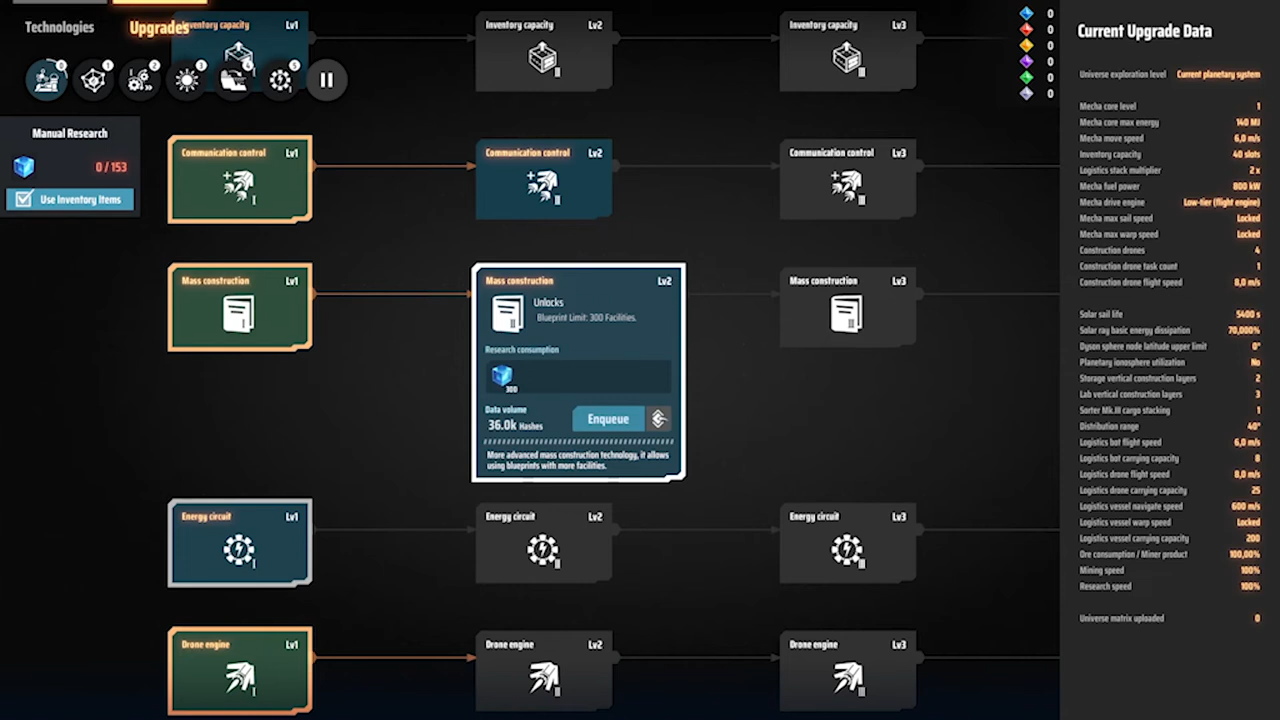 Technologies
Upgrades
Inventory capacity Lv1
Inventory capacity Lv2
Inventory capacity Lv3
0
0
0
0
0
0
Manual Research
0 / 153
Use Inventory Items
Communication control Lv1
Communication control Lv2
Communication control Lv3
Mass construction Lv1
Mass construction Lv2
Unlocks
Blueprint Limit: 300 Facilities.
Research consumption
300
Data volume
36.0k Hashes
Enqueue
More advanced mass construction technology, it allows
using blueprints with more facilities.
Mass construction Lv3
Energy circuit Lv1
Energy circuit Lv2
Energy circuit Lv3
Drone engine Lv1
Drone engine Lv2
Drone engine Lv3
Current Upgrade Data
Universe exploration level Current planetary system
Mecha core level 1
Mecha core max energy 140 MJ
Mecha move speed 6,0 m/s
Inventory capacity 40 slots
Logistics stack multiplier 2 x
Mecha fuel power 800 kW
Mecha drive engine Low-tier (flight engine)
Mecha max sail speed Locked
Mecha max warp speed Locked
Construction drones 4
Construction drone task count 1
Construction drone flight speed 8,0 m/s
Solar sail life 5400 s
Solar ray basic energy dissipation 70,000%
Dyson sphere node latitude upper limit 0°
Planetary ionosphere utilization No
Storage vertical construction layers 2
Lab vertical construction layers 3
Sorter Mk.III cargo stacking 1
Distribution range 40°
Logistics bot flight speed 6,0 m/s
Logistics bot carrying capacity 8
Logistics drone flight speed 8,0 m/s
Logistics drone carrying capacity 25
Logistics vessel navigate speed 600 m/s
Logistics vessel warp speed Locked
Logistics vessel carrying capacity 200
Ore consumption / Miner product 100,00%
Mining speed 100%
Research speed 100%
Universe matrix uploaded 0